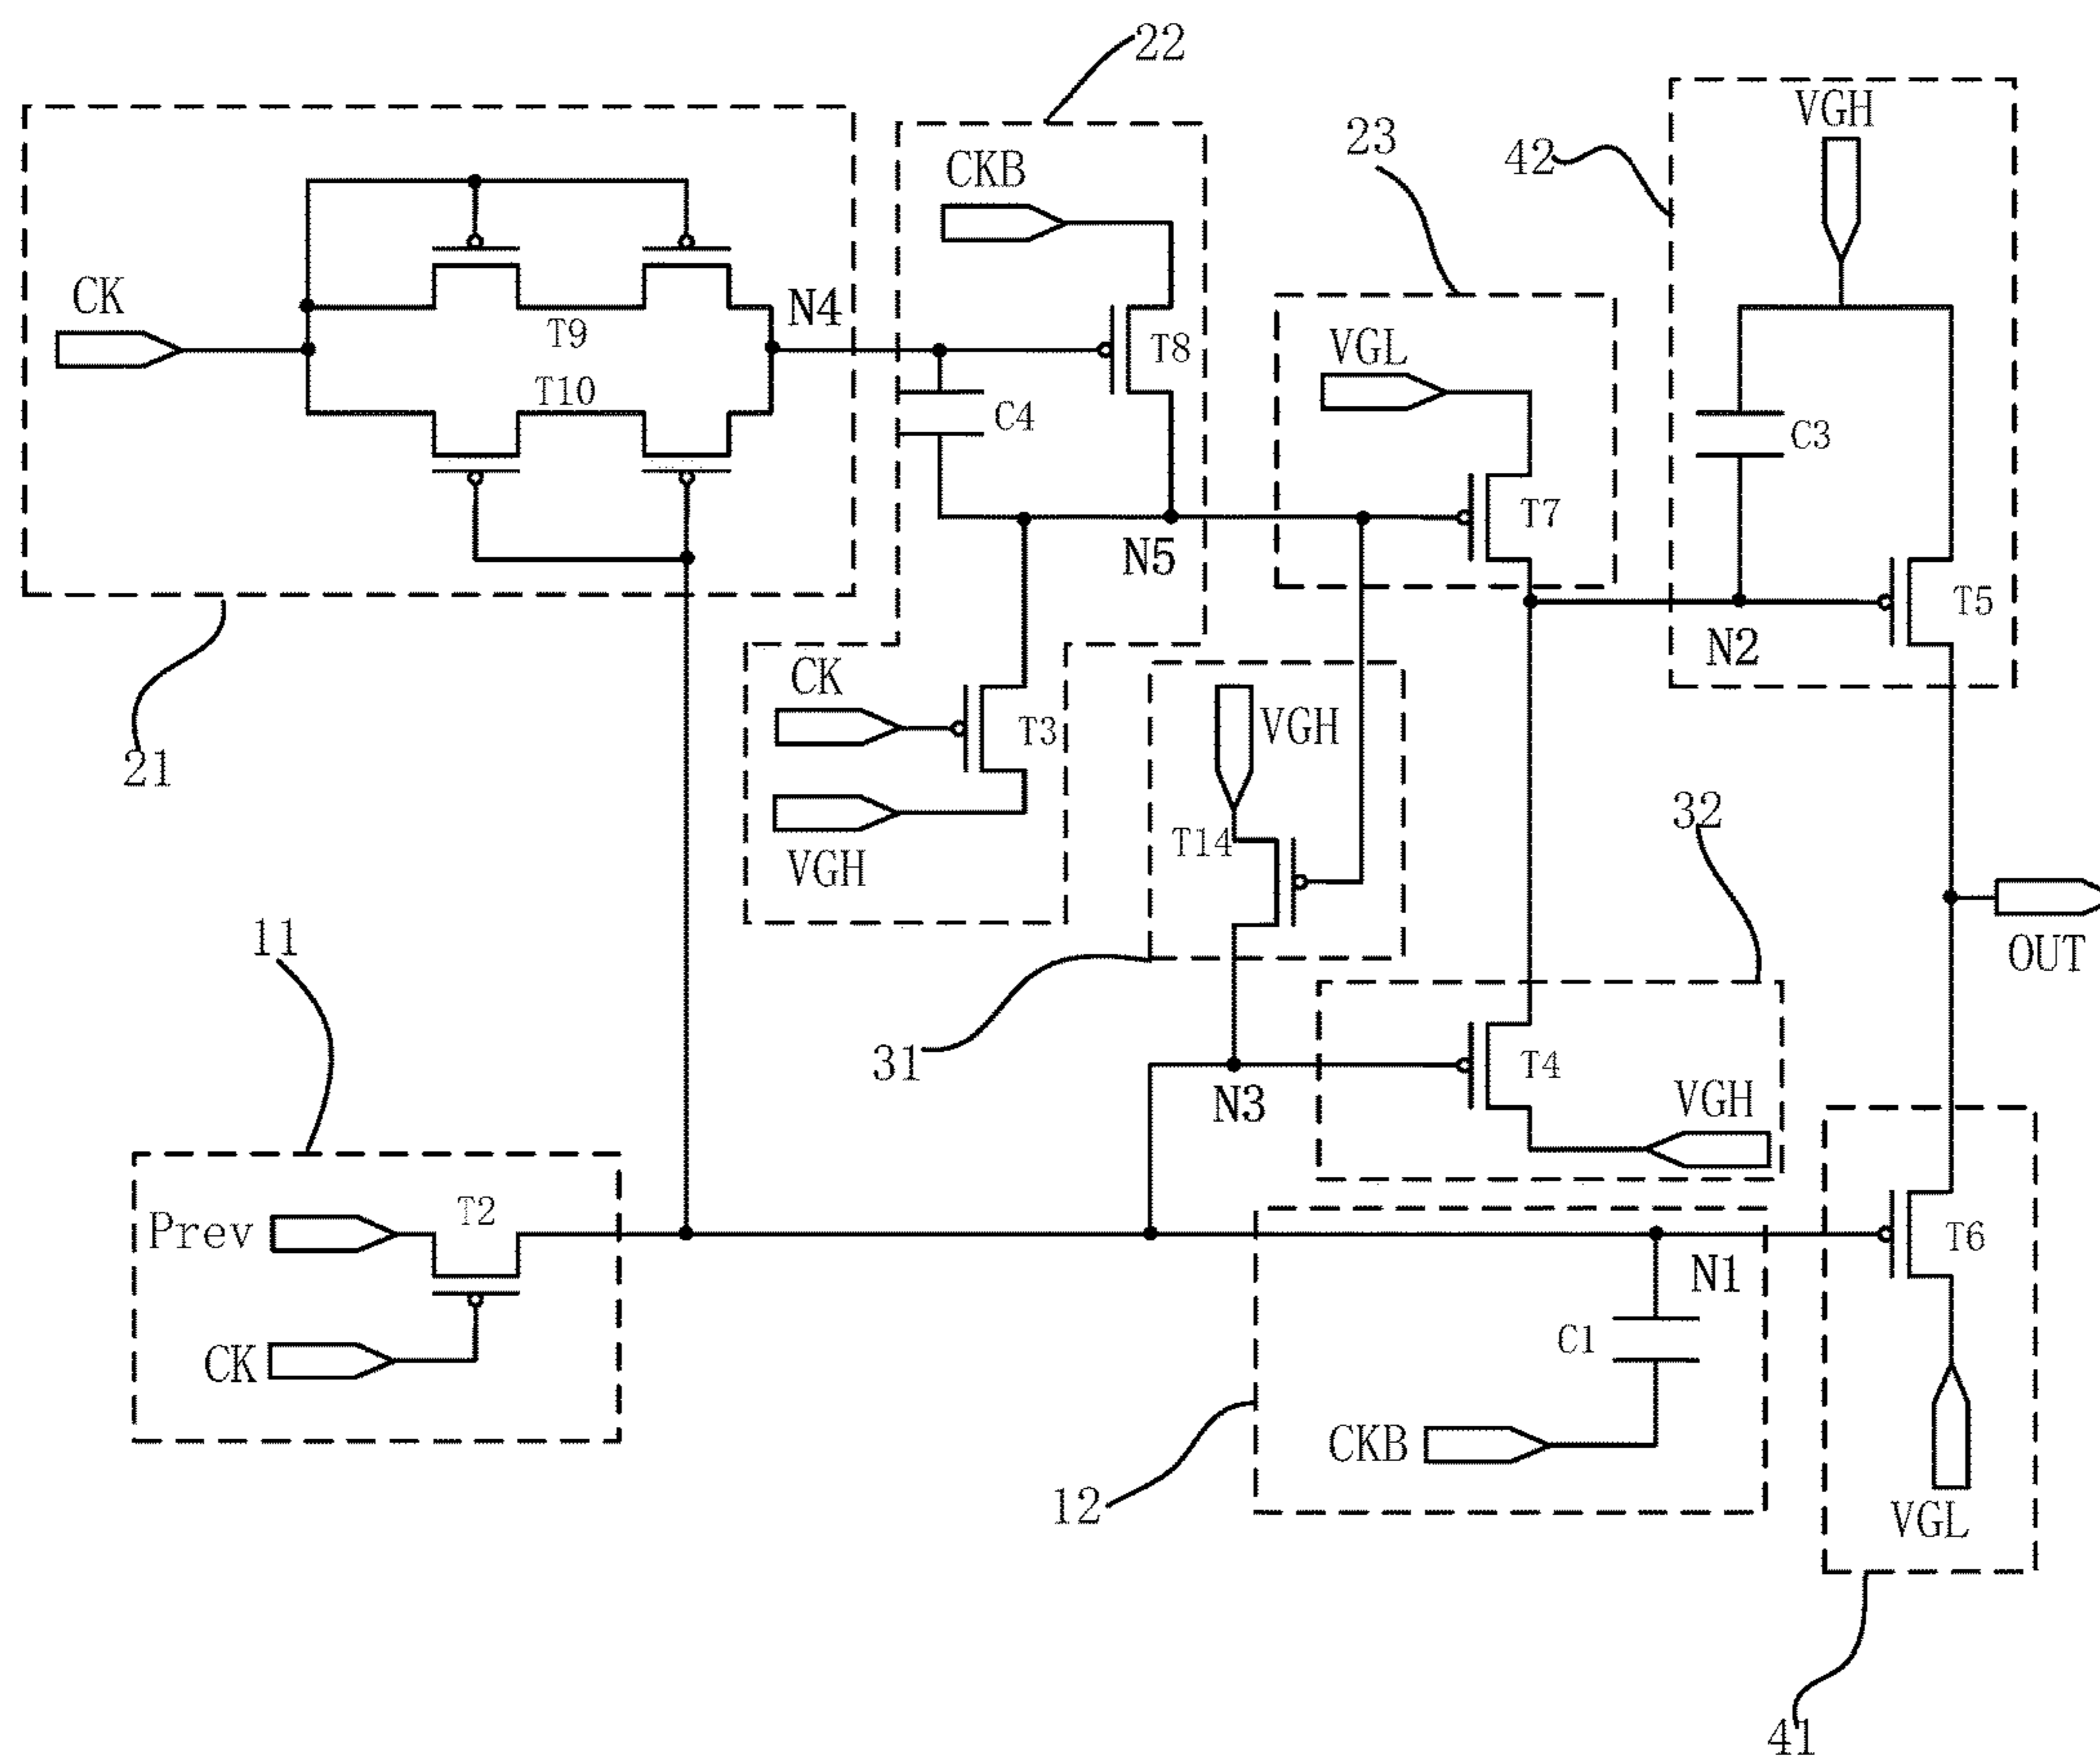 22
VGH
23
42
CKB
CK
N4
T9
T8
VGL
T10
C4
C3
T7
N5
T5
N2
CK
T3
VGH
21
T14
VGH
32
11
OUT
31
N3
T4
VGH
Prev
T2
T6
N1
C1
CK
CKB
12
VGL
41